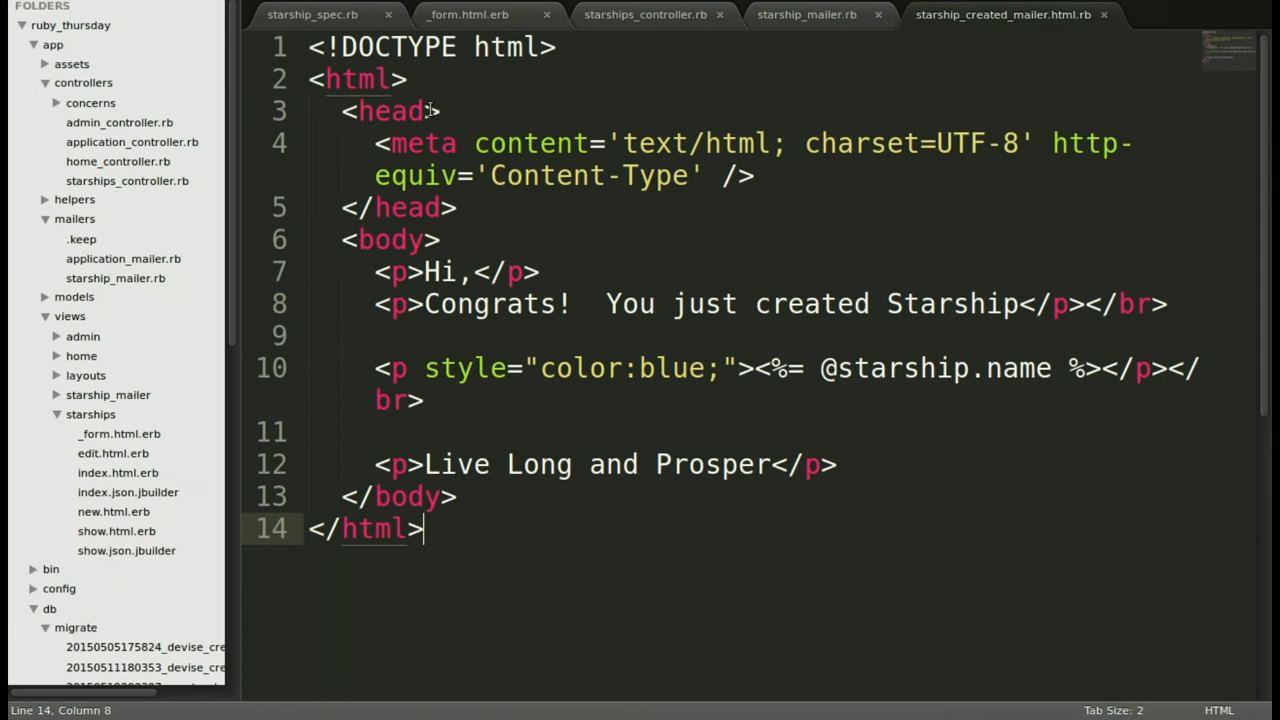 FOLDERS
ruby_thursday
app
assets
controllers
concerns
admin_controller.rb
application_controller.rb
home_controller.rb
starships_controller.rb
helpers
mailers
.keep
application_mailer.rb
starship_mailer.rb
models
views
admin
home
layouts
starship_mailer
starships
_form.html.erb
edit.html.erb
index.html.erb
index.json.jbuilder
new.html.erb
show.html.erb
show.json.jbuilder
bin
config
db
migrate
20150505175824_devise_cre
20150511180353_devise_cre
starship_spec.rb × _form.html.erb × starships_controller.rb × starship_mailer.rb × starship_created_mailer.html.rb ×
1 <!DOCTYPE html>
2 <html>
3 <head>
4 <meta content='text/html; charset=UTF-8' http-
equiv='Content-Type' />
5 </head>
6 <body>
7 <p>Hi,</p>
8 <p>Congrats!  You just created Starship</p></br>
9
10 <p style="color:blue;"><%= @starship.name %></p></
br>
11
12 <p>Live Long and Prosper</p>
13 </body>
14 </html>
Line 14, Column 8 Tab Size: 2 HTML